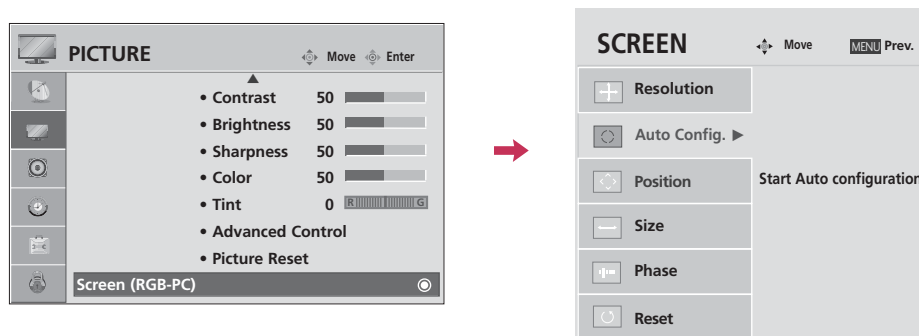 PICTURE
Move Enter
• Contrast 50
• Brightness 50
• Sharpness 50
• Color 50
• Tint 0 R G
• Advanced Control
• Picture Reset
Screen (RGB-PC)
SCREEN
Move MENU Prev.
Resolution
Auto Config. ►
Position
Size
Phase
Reset
Start Auto configuration